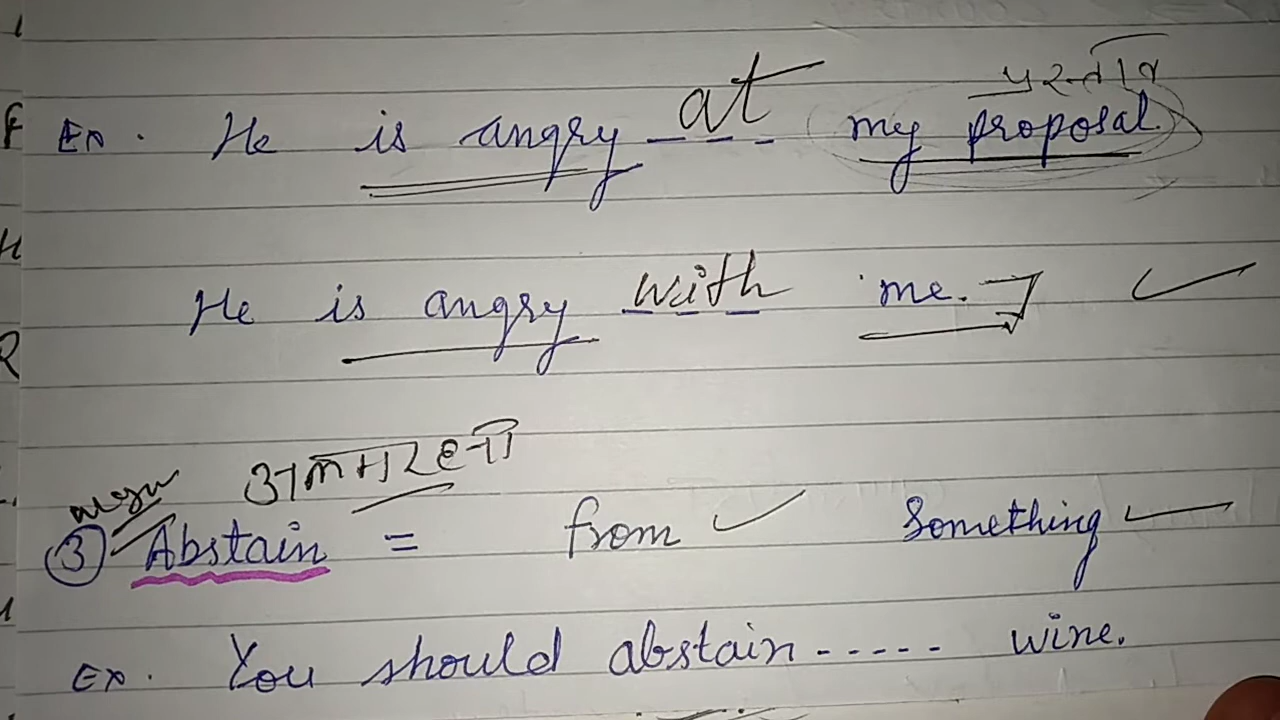 Ex. He is angry at my proposal.
He is angry with me.
③ Abstain = from Something
Ex. You should abstain ----- wine.